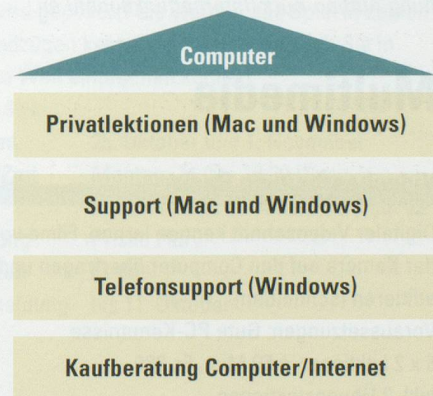 Computer
Privatlektionen (Mac und Windows)
Support (Mac und Windows)
Telefonsupport (Windows)
Kaufberatung Computer/Internet